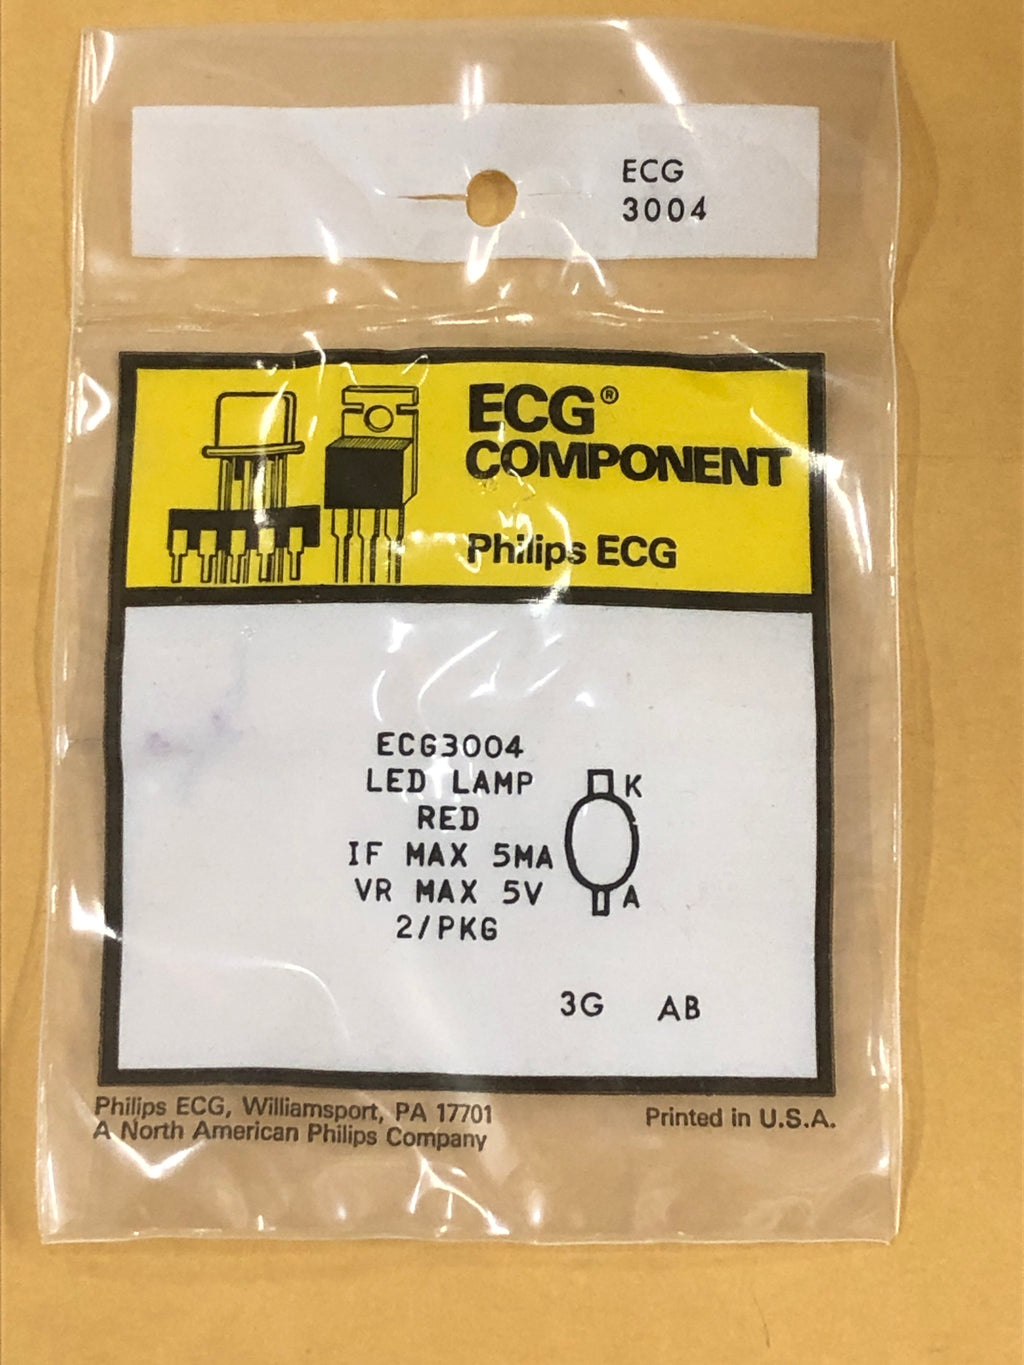 ECG
3004
ECG®
COMPONENT
Philips ECG
ECG3004
LED LAMP
RED
IF MAX 5MA
VR MAX 5V
2/PKG
K
A
3G AB
Philips ECG, Williamsport, PA 17701
A North American Philips Company
Printed in U.S.A.